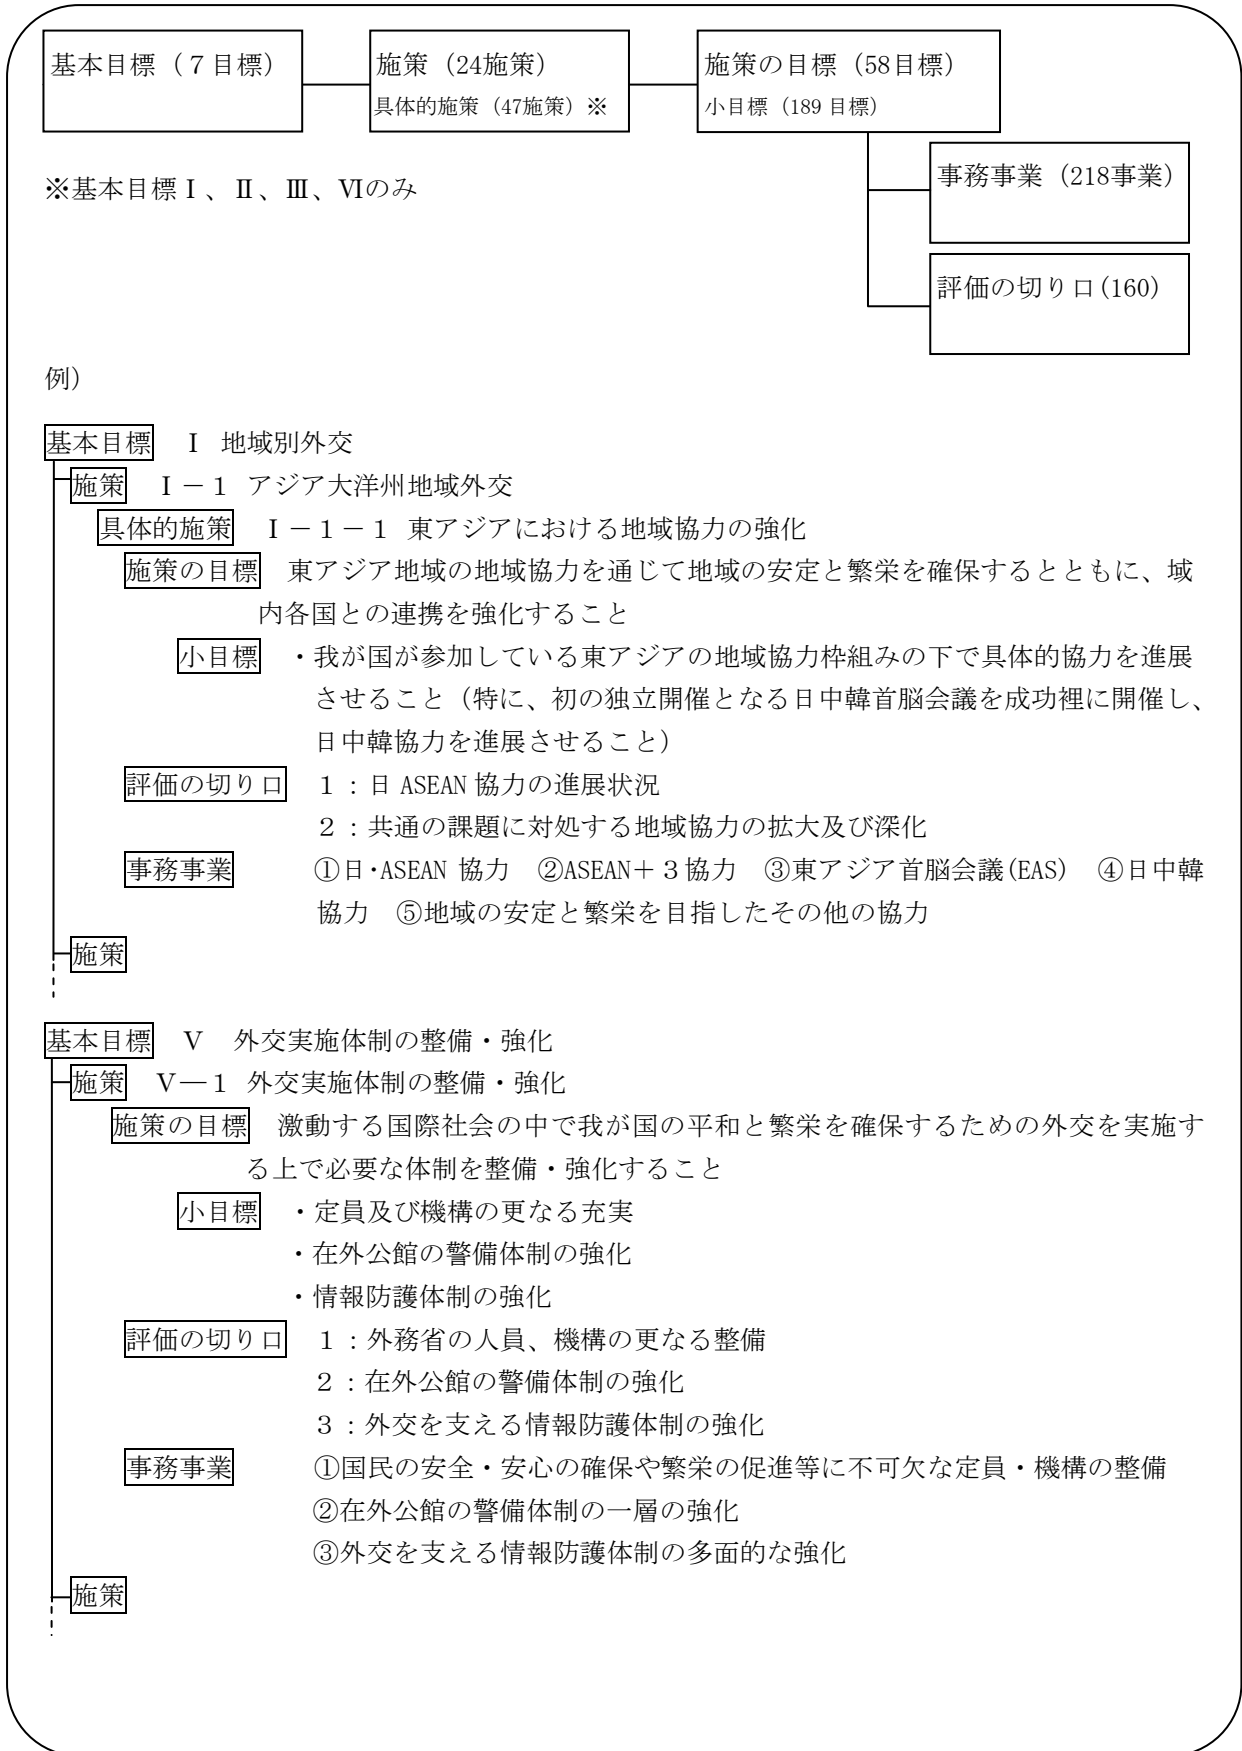 基本目標（７目標）
施策（24施策）
具体的施策（47施策）※
施策の目標（58目標）
小目標（189 目標）
事務事業（218事業）
※基本目標Ⅰ、Ⅱ、Ⅲ、Ⅵのみ
評価の切り口(160)
例）
基本目標　Ⅰ 地域別外交
施策　Ⅰ－１ アジア大洋州地域外交
具体的施策　Ⅰ－１－１ 東アジアにおける地域協力の強化
施策の目標　東アジア地域の地域協力を通じて地域の安定と繁栄を確保するとともに、域
内各国との連携を強化すること
小目標　・我が国が参加している東アジアの地域協力枠組みの下で具体的協力を進展
させること（特に、初の独立開催となる日中韓首脳会議を成功裡に開催し、
日中韓協力を進展させること）
評価の切り口　１：日 ASEAN 協力の進展状況
２：共通の課題に対処する地域協力の拡大及び深化
事務事業　①日・ASEAN 協力　②ASEAN＋３協力　③東アジア首脳会議(EAS)　④日中韓
協力　⑤地域の安定と繁栄を目指したその他の協力
施策
基本目標　Ⅴ　外交実施体制の整備・強化
施策　Ⅴ―１ 外交実施体制の整備・強化
施策の目標　激動する国際社会の中で我が国の平和と繁栄を確保するための外交を実施す
る上で必要な体制を整備・強化すること
小目標　・定員及び機構の更なる充実
・在外公館の警備体制の強化
・情報防護体制の強化
評価の切り口　１：外務省の人員、機構の更なる整備
２：在外公館の警備体制の強化
３：外交を支える情報防護体制の強化
事務事業　①国民の安全・安心の確保や繁栄の促進等に不可欠な定員・機構の整備
②在外公館の警備体制の一層の強化
③外交を支える情報防護体制の多面的な強化
施策